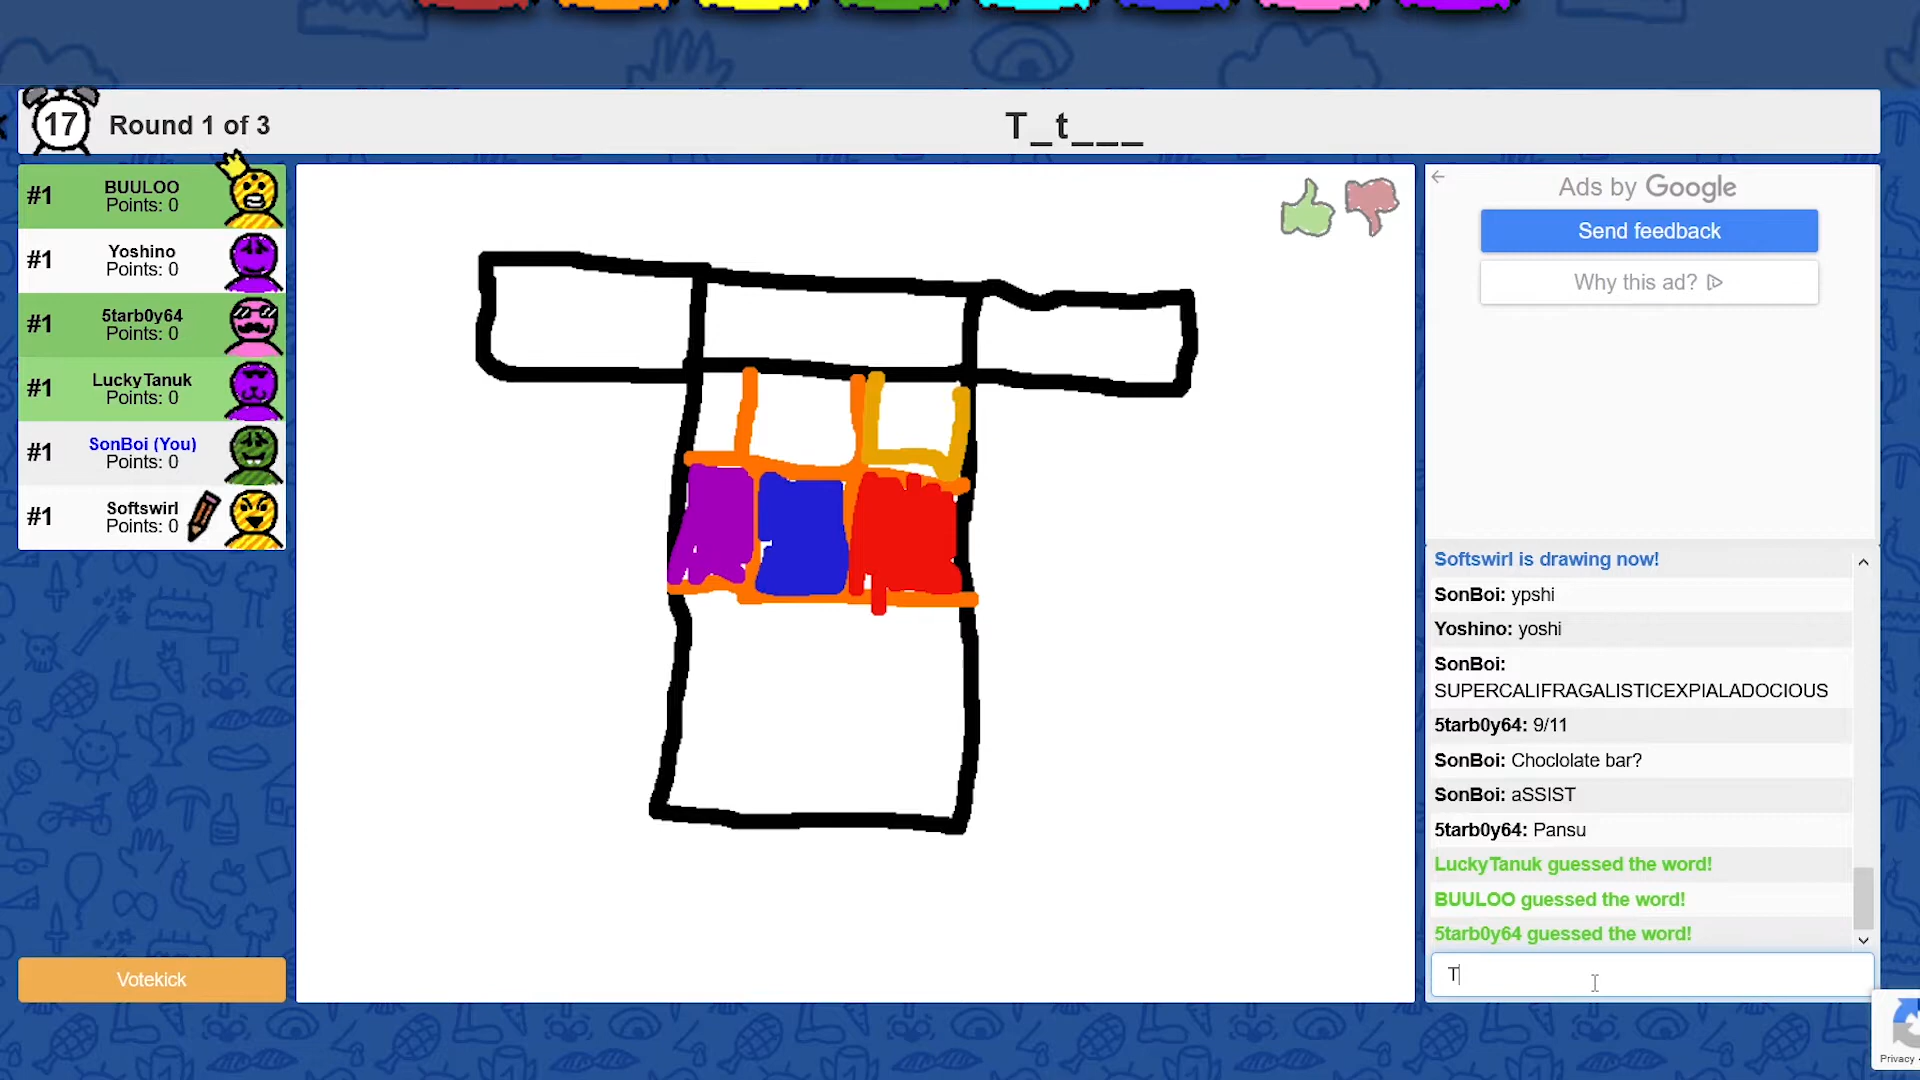 17
Round 1 of 3
T_t___
#1
BUULOO
Points: 0
#1
Yoshino
Points: 0
#1
5tarb0y64
Points: 0
#1
LuckyTanuk
Points: 0
#1
SonBoi (You)
Points: 0
#1
Softswirl
Points: 0
Votekick
Ads by Google
Send feedback
Why this ad?
Softswirl is drawing now!
SonBoi: ypshi
Yoshino: yoshi
SonBoi:
SUPERCALIFRAGALISTICEXPIALADOCIOUS
5tarb0y64: 9/11
SonBoi: Choclolate bar?
SonBoi: aSSIST
5tarb0y64: Pansu
LuckyTanuk guessed the word!
BUULOO guessed the word!
5tarb0y64 guessed the word!
T
Privacy -